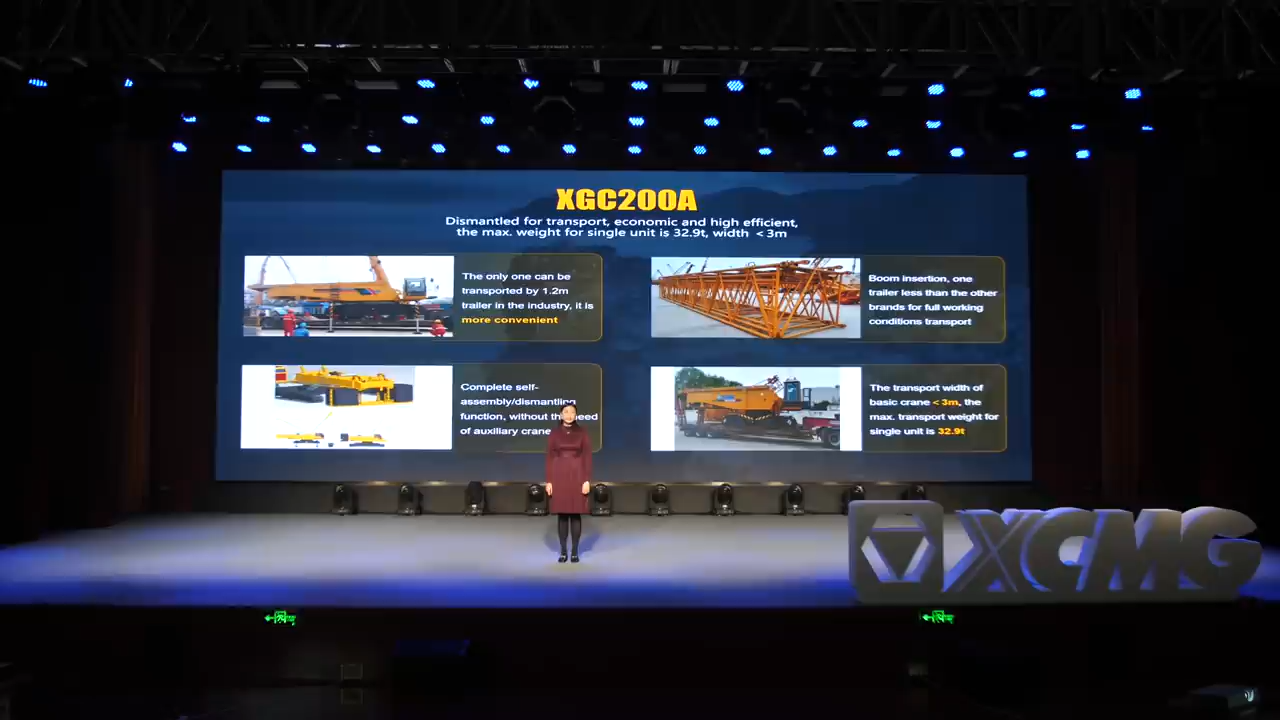 XGC200A
Dismantled for transport, economic and high efficient,
the max. weight for single unit is 32.9t, width <3m
The only one can be
transported by 1.2m
trailer in the industry, it is
more convenient
Boom insertion, one
trailer less than the other
brands for full working
conditions transport
Complete self-
assembly/dismantling
function, without the need
of auxiliary crane
The transport width of
basic crane <3m, the
max. transport weight for
single unit is 32.9t
XCMG